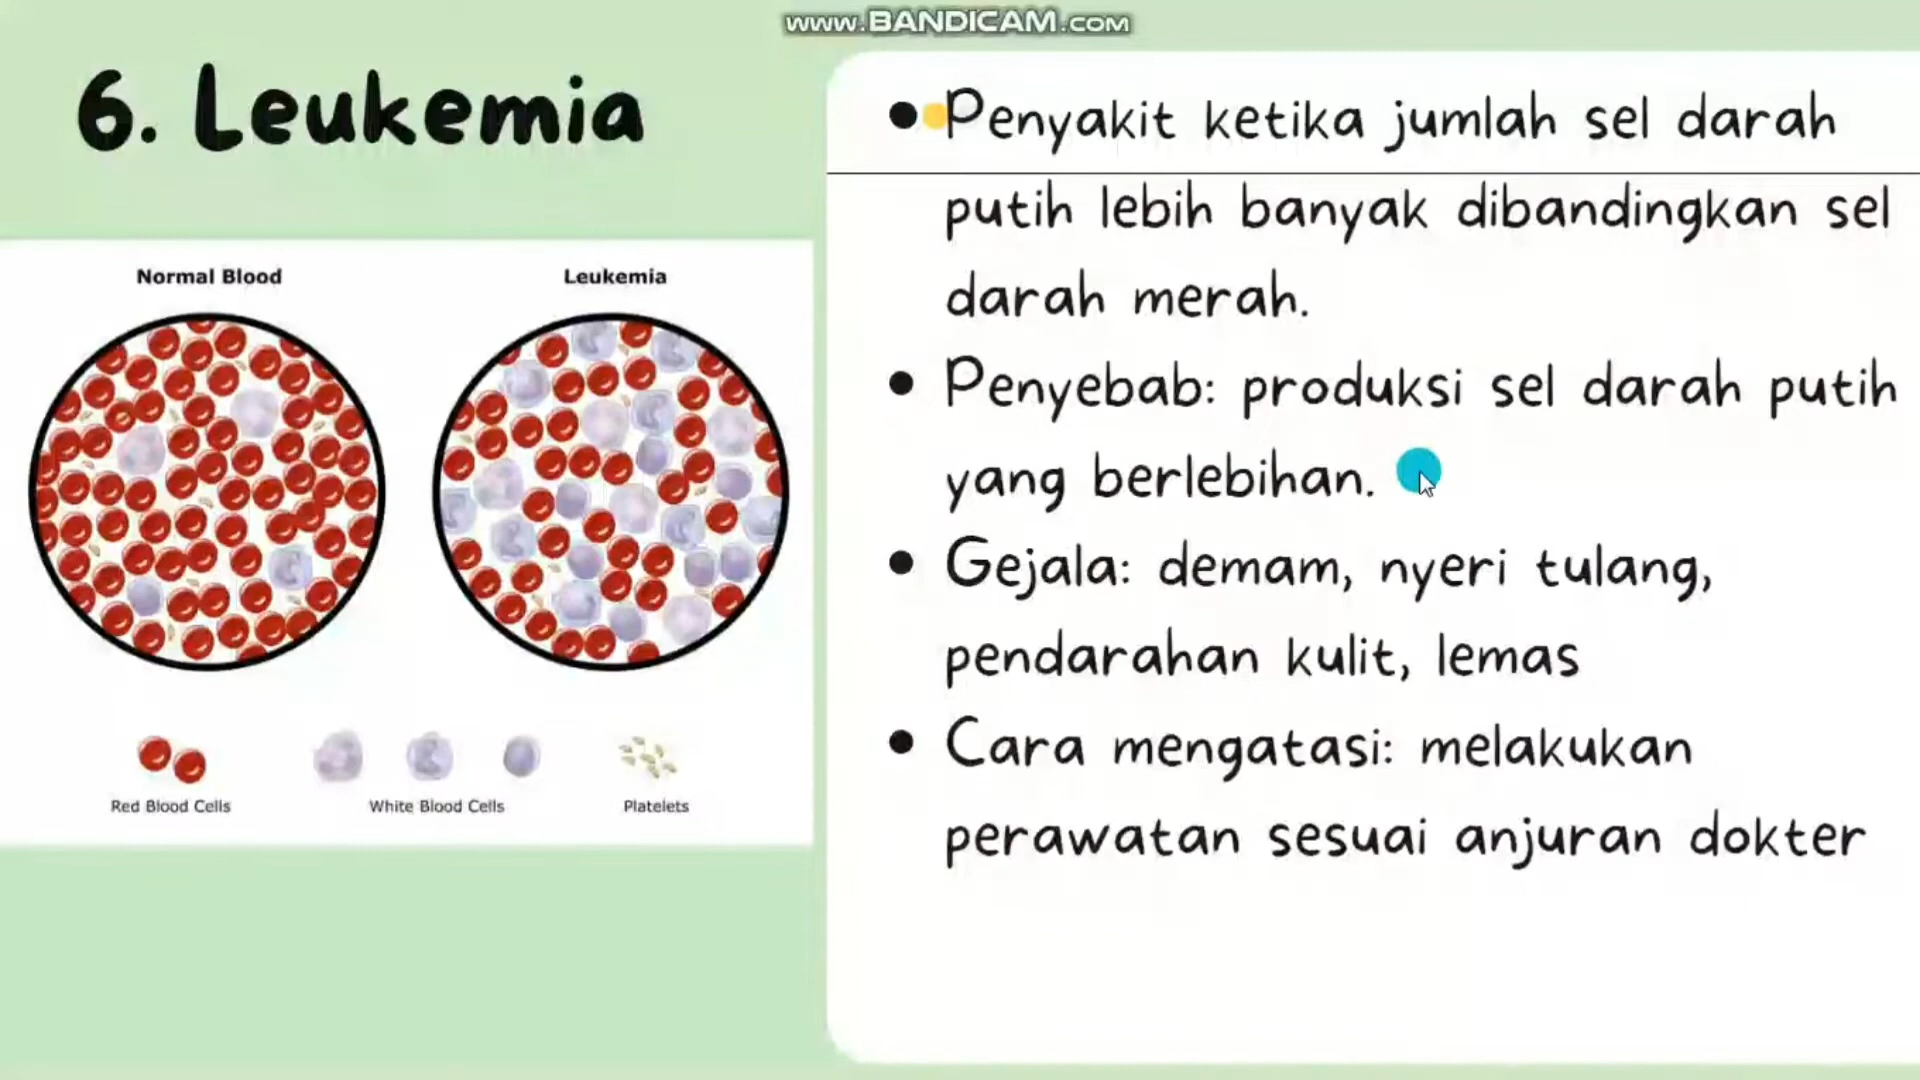 www.BANDICAM.com
6. Leukemia
Normal Blood
Leukemia
Red Blood Cells
White Blood Cells
Platelets
• Penyakit ketika jumlah sel darah
putih lebih banyak dibandingkan sel
darah merah.
• Penyebab: produksi sel darah putih
yang berlebihan.
• Gejala: demam, nyeri tulang,
pendarahan kulit, lemas
• Cara mengatasi: melakukan
perawatan sesuai anjuran dokter